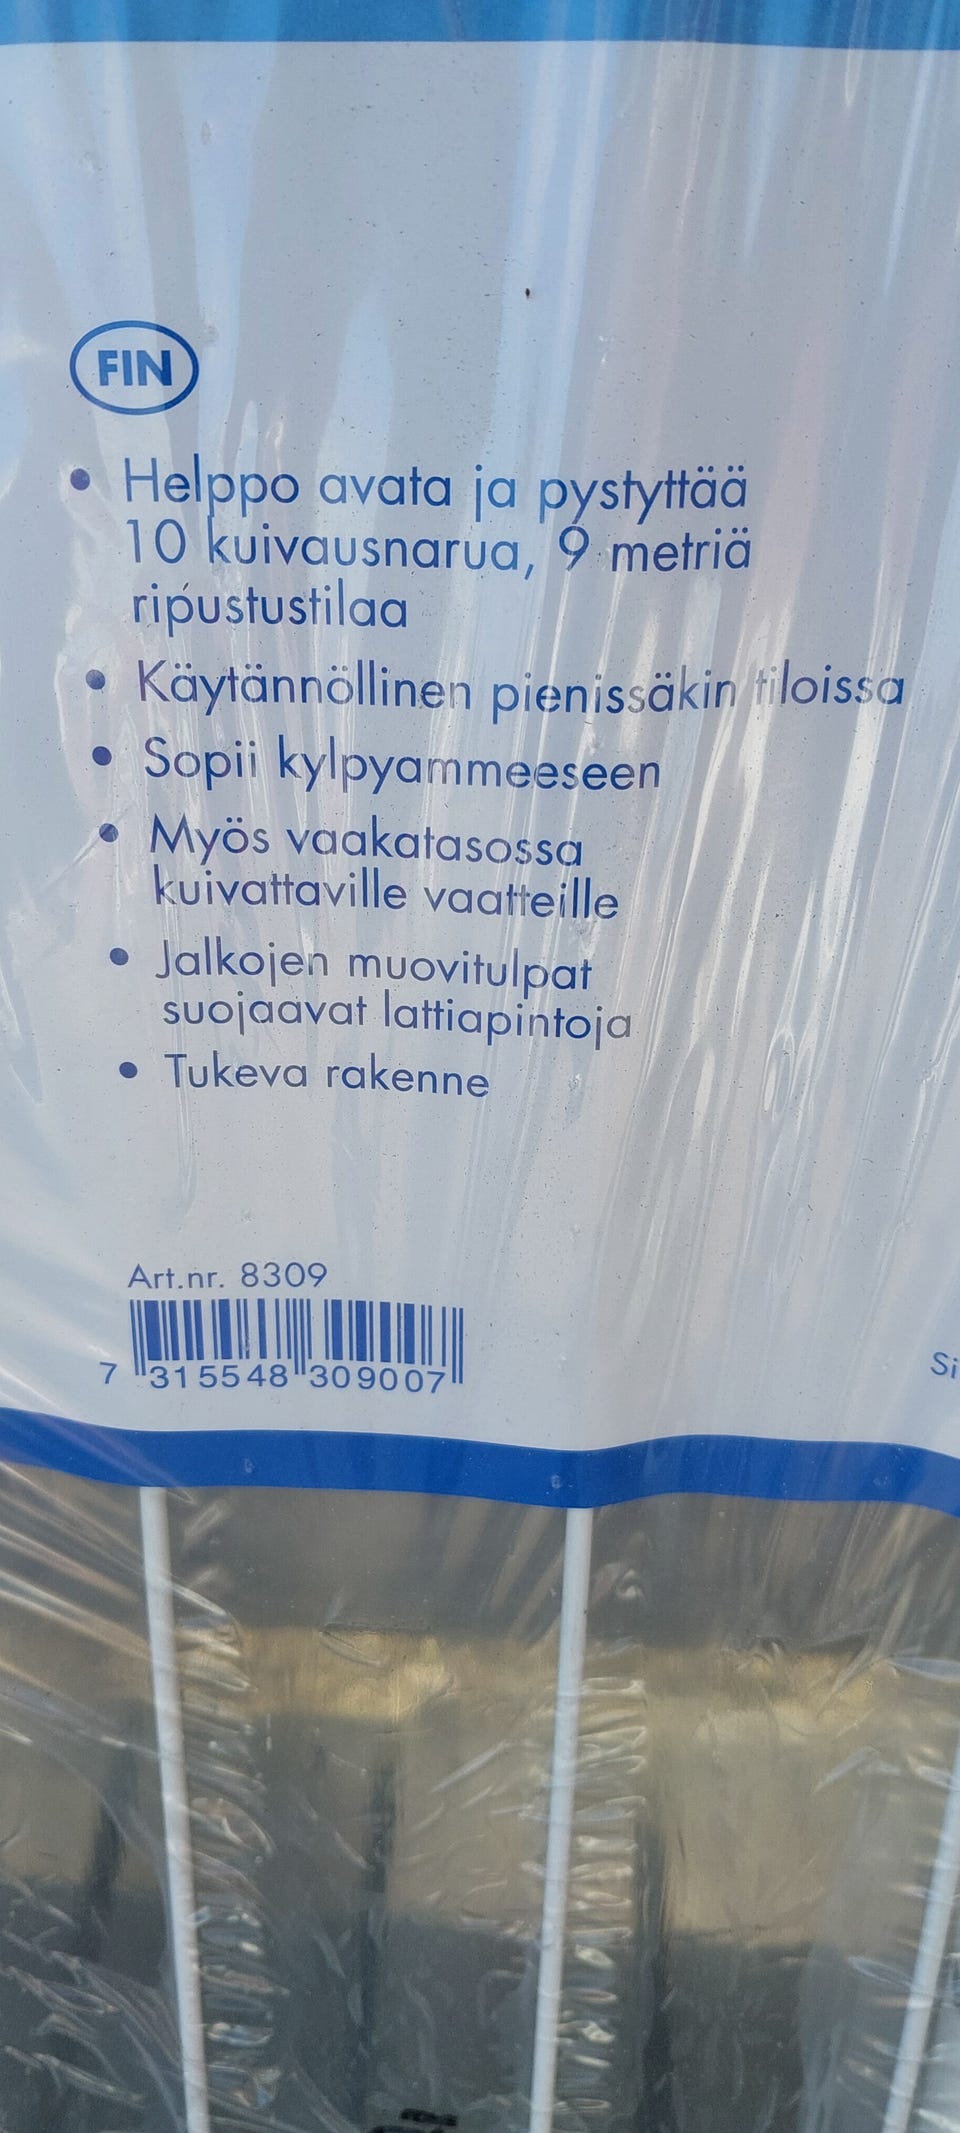 FIN
• Helppo avata ja pystyttää
10 kuivausnarua, 9 metriä
ripustustilaa
• Käytännöllinen pienissäkin tiloissa
• Sopii kylpyammeeseen
• Myös vaakatasossa
kuivattaville vaatteille
• Jalkojen muovitulpat
suojaavat lattiapintoja
• Tukeva rakenne
Art.nr. 8309
7 315548 309007